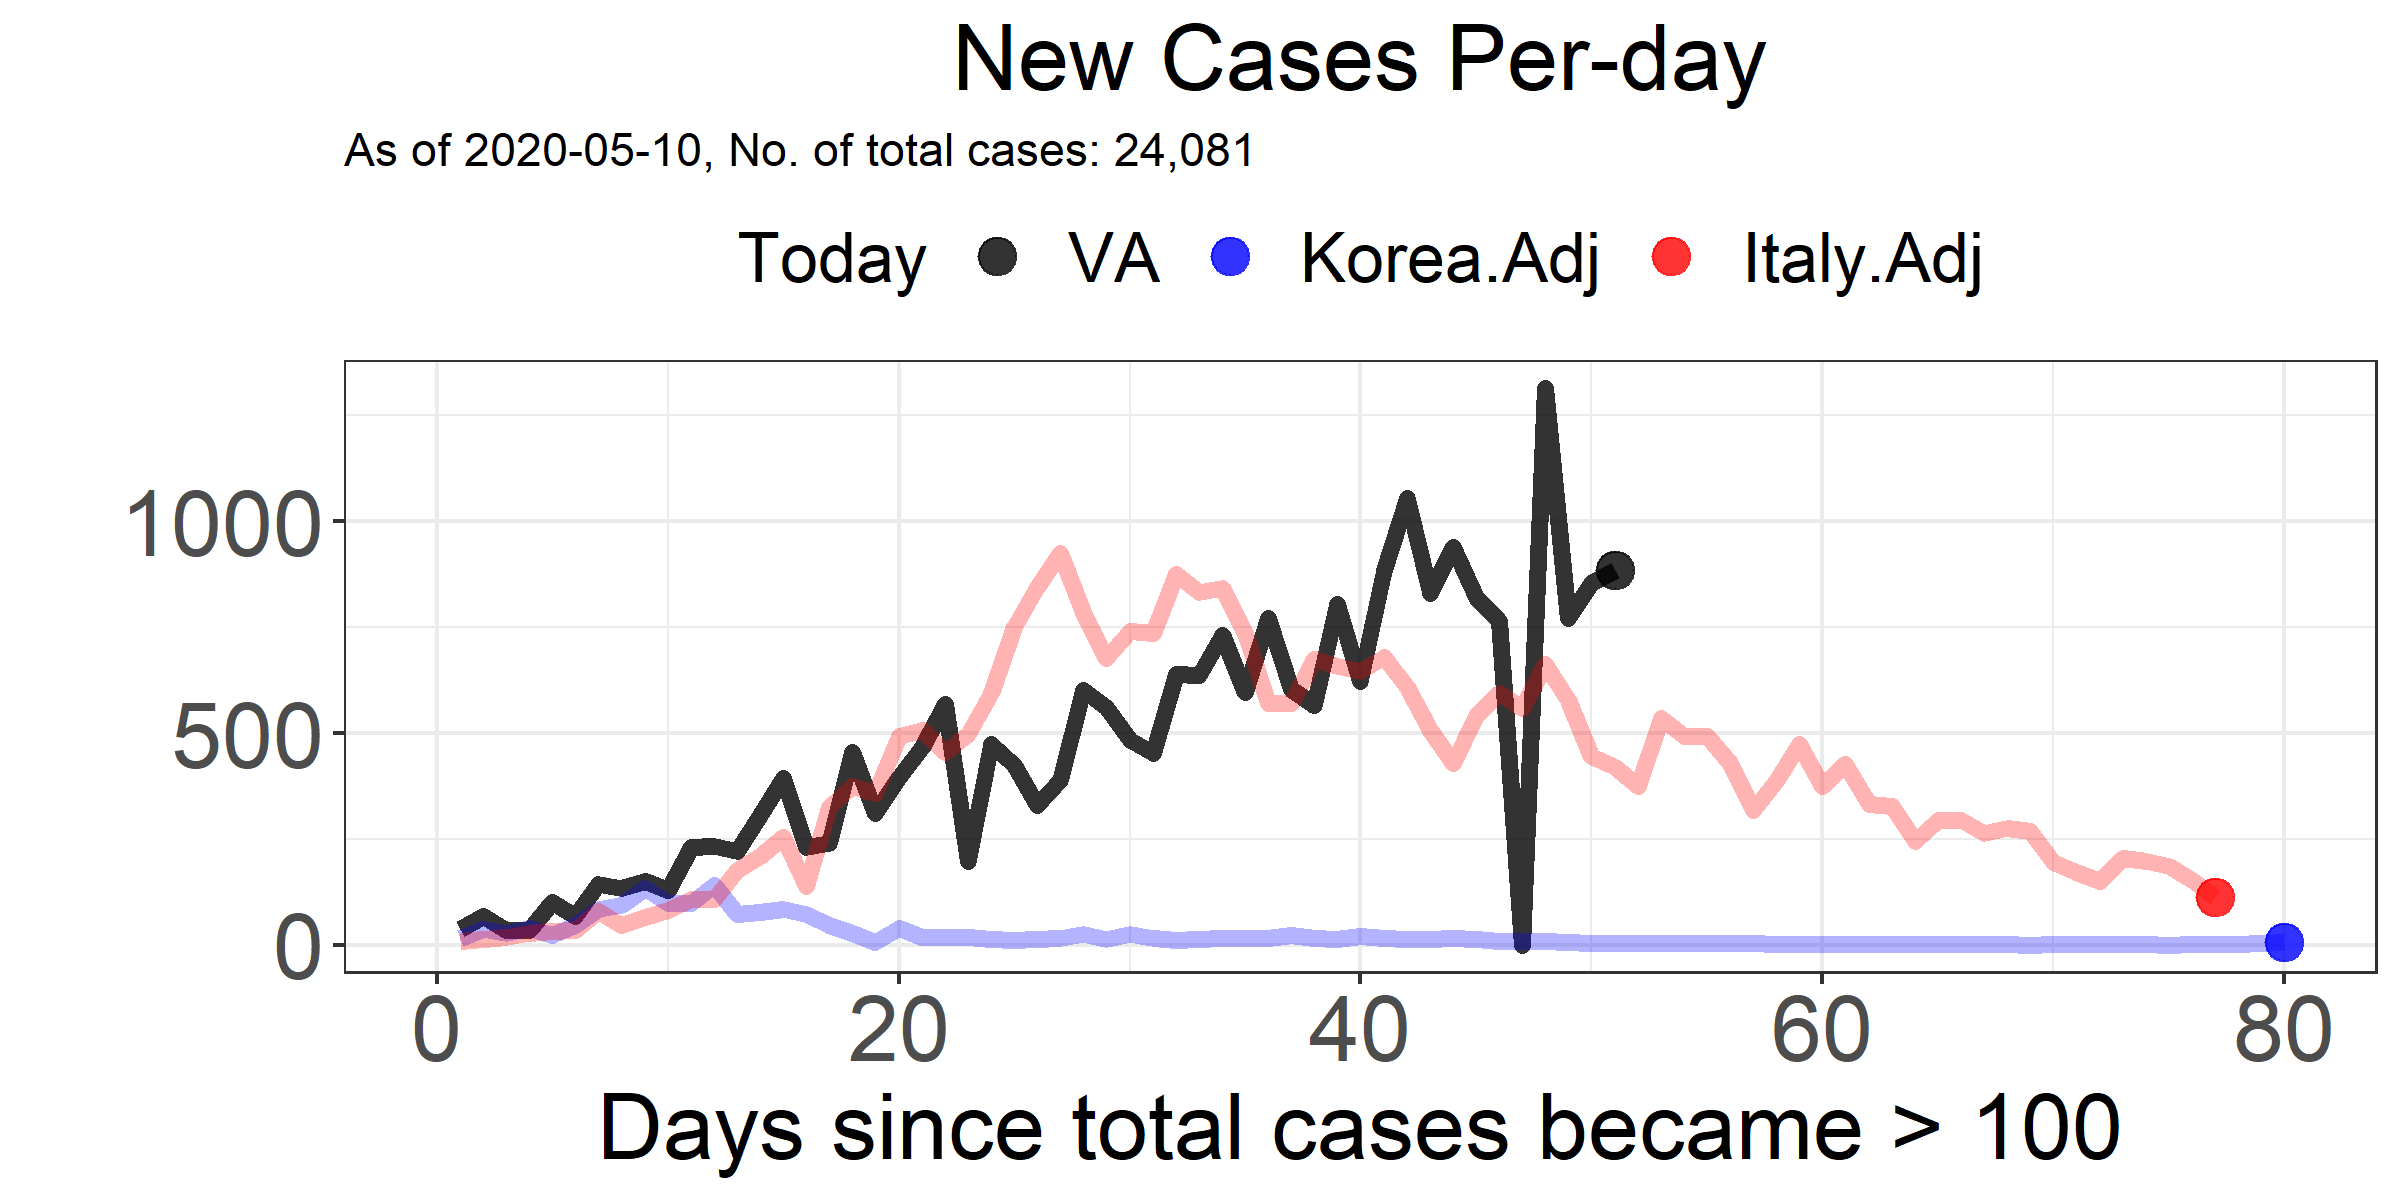 New Cases Per-day
As of 2020-05-10, No. of total cases: 24,081
Today VA Korea.Adj Italy.Adj
1000
500
0
0 20 40 60 80
Days since total cases became > 100